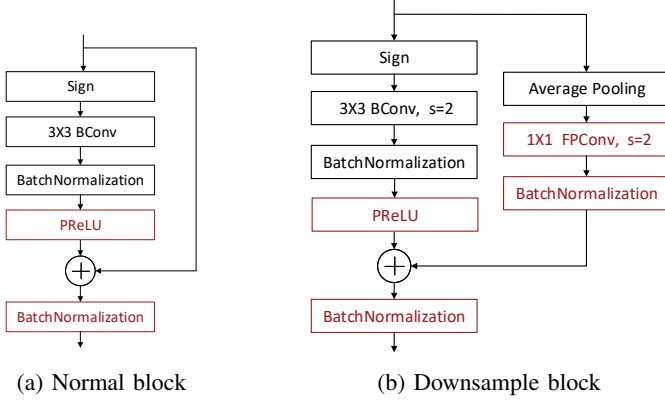 Sign
3X3 BConv
BatchNormalization
PReLU
+
BatchNormalization
(a) Normal block
Sign
3X3 BConv, s=2
BatchNormalization
PReLU
+
BatchNormalization
Average Pooling
1X1 FPConv, s=2
BatchNormalization
(b) Downsample block